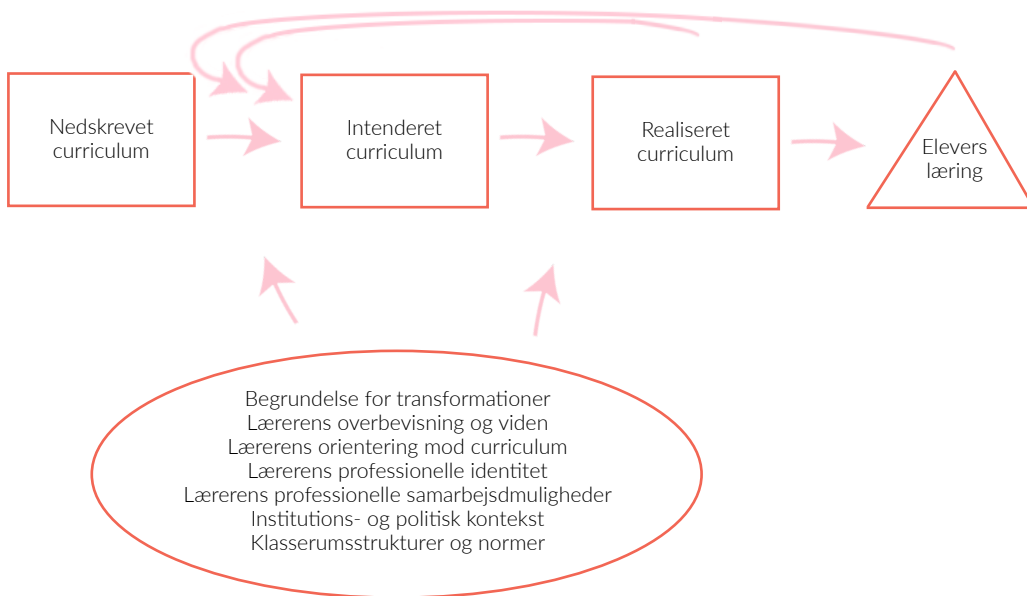 Nedskrevet
curriculum
Intenderet
curriculum
Realiseret
curriculum
Elevers
læring
Begrundelse for transformationer
Lærerens overbevisning og viden
Lærerens orientering mod curriculum
Lærerens professionelle identitet
Lærerens professionelle samarbejsdmuligheder
Institutions- og politisk kontekst
Klasserumsstrukturer og normer